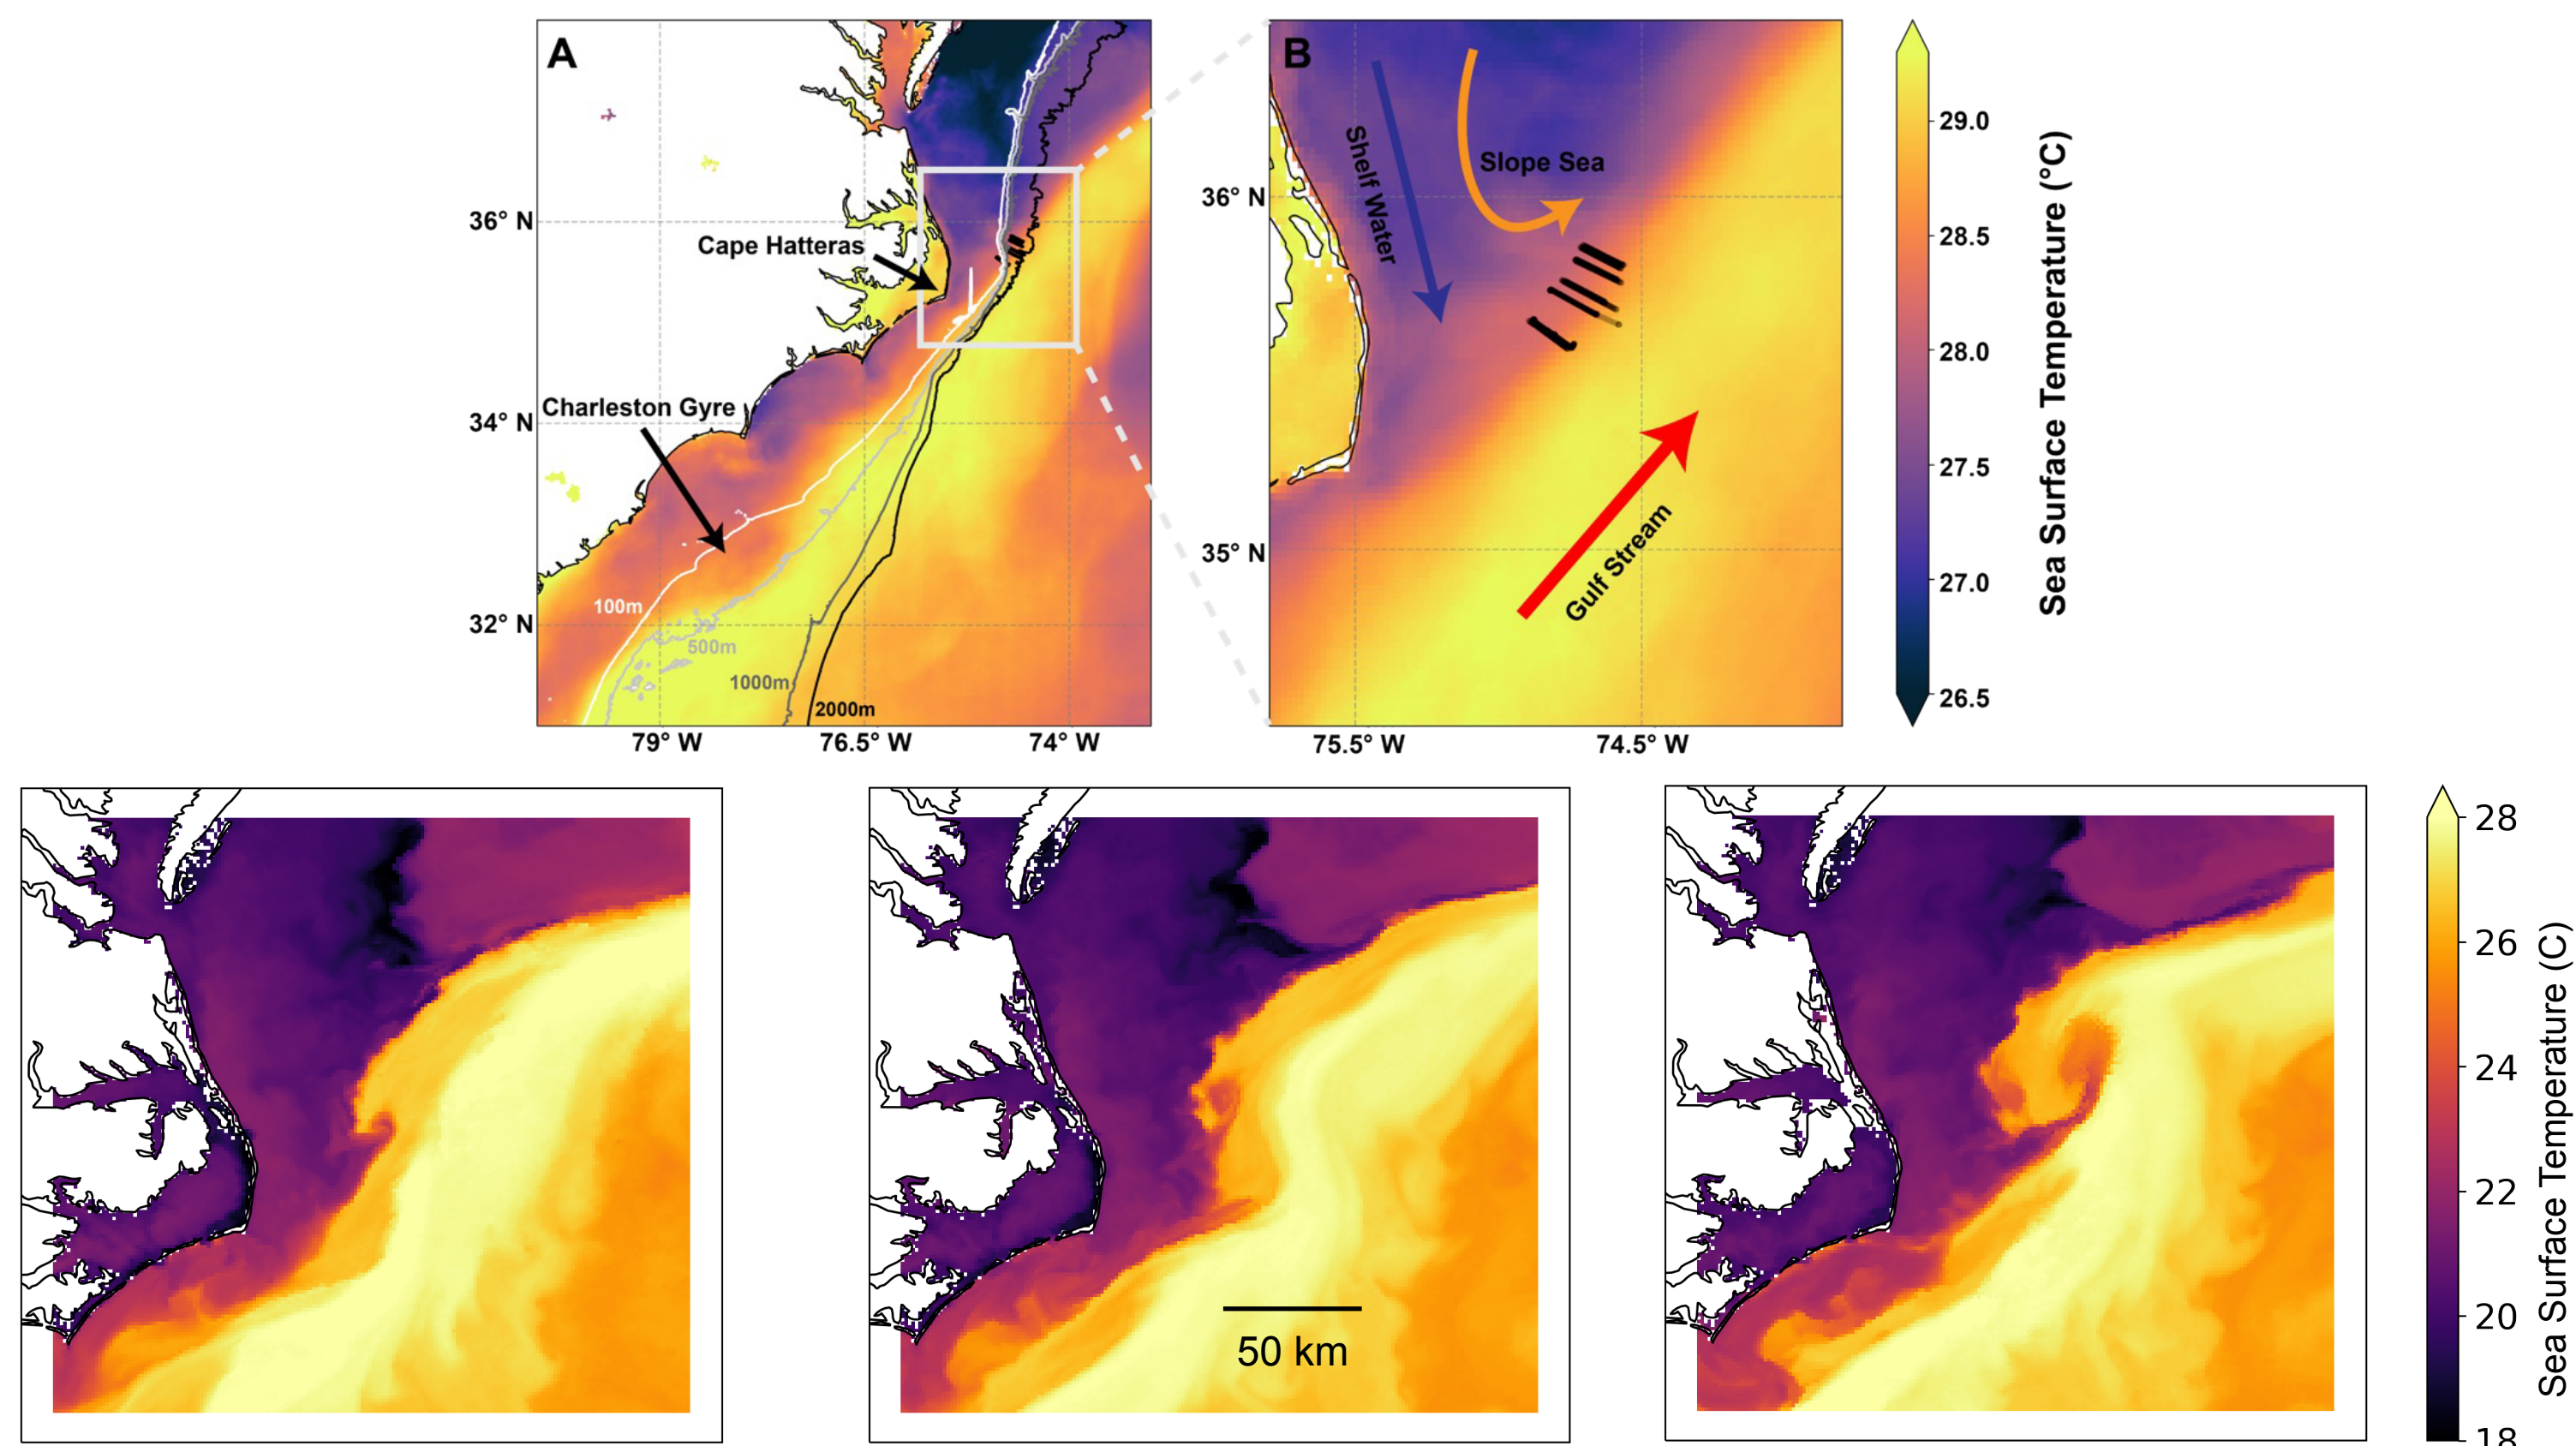 A
B
Cape Hatteras
Charleston Gyre
100m
500m
1000m
2000m
36° N
34° N
32° N
79° W
76.5° W
74° W
Shelf Water
Slope Sea
Gulf Stream
36° N
35° N
75.5° W
74.5° W
29.0
28.5
28.0
27.5
27.0
26.5
Sea Surface Temperature (°C)
50 km
28
26
24
22
20
18
Sea Surface Temperature (C)